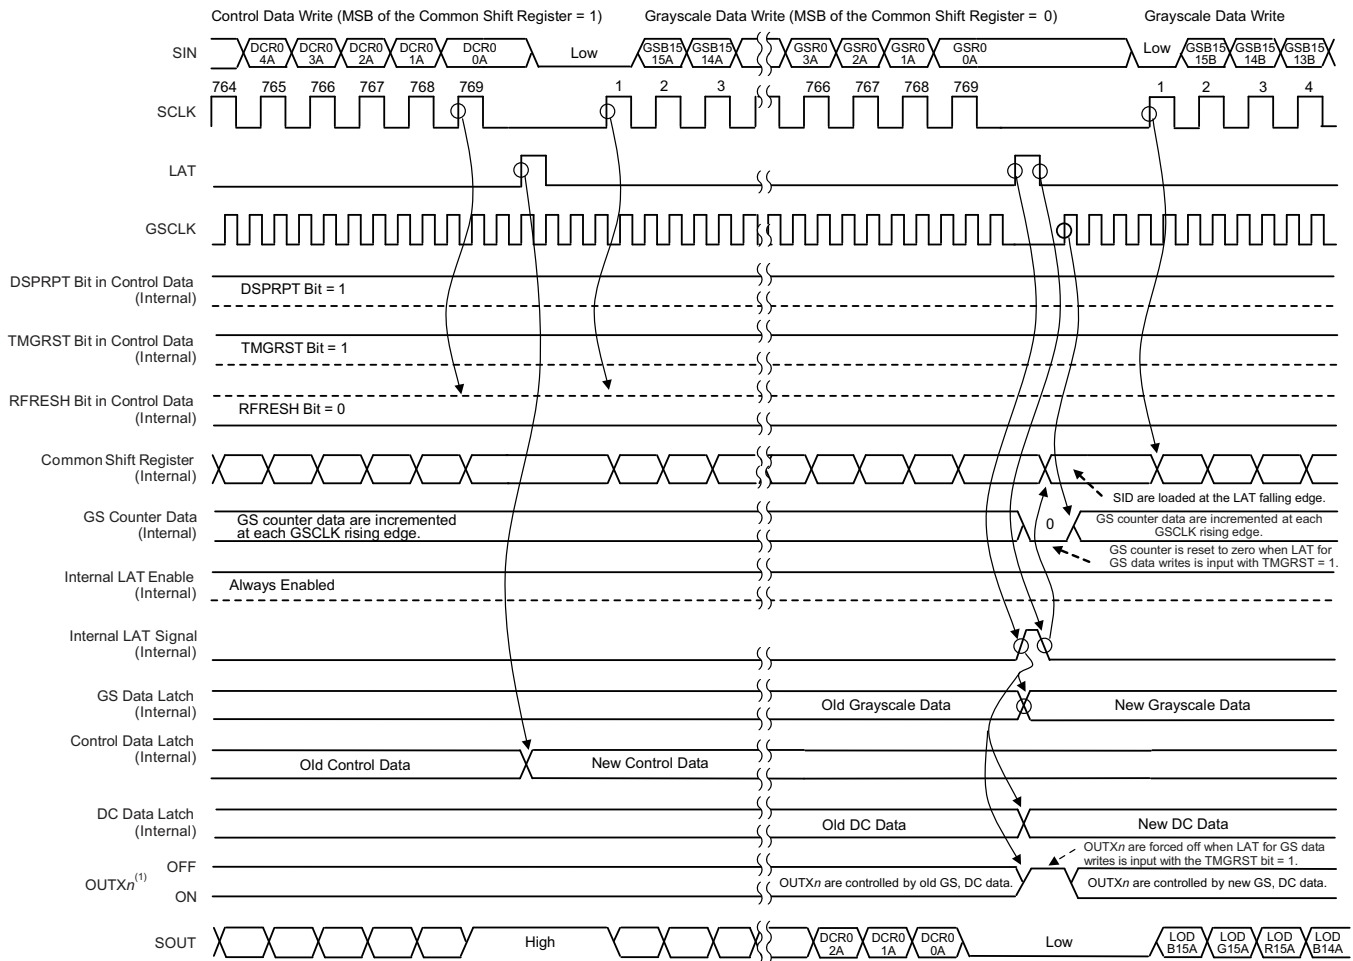 Control Data Write (MSB of the Common Shift Register = 1)
Grayscale Data Write (MSB of the Common Shift Register = 0)
Grayscale Data Write
SIN
DCR0 4A
DCR0 3A
DCR0 2A
DCR0 1A
DCR0 0A
Low
GSB15 15A
GSB15 14A
GSR0 3A
GSR0 2A
GSR0 1A
GSR0 0A
Low
GSB15 15B
GSB15 14B
GSB15 13B
SCLK
764 765 766 767 768 769 1 2 3 766 767 768 769 1 2 3 4
LAT
GSCLK
DSPRPT Bit in Control Data
(Internal)
DSPRPT Bit = 1
TMGRST Bit in Control Data
(Internal)
TMGRST Bit = 1
RFRESH Bit in Control Data
(Internal)
RFRESH Bit = 0
Common Shift Register
(Internal)
SID are loaded at the LAT falling edge.
GS Counter Data
(Internal)
GS counter data are incremented
at each GSCLK rising edge.
0
GS counter data are incremented at each
GSCLK rising edge.
GS counter is reset to zero when LAT for
GS data writes is input with TMGRST = 1.
Internal LAT Enable
(Internal)
Always Enabled
Internal LAT Signal
(Internal)
GS Data Latch
(Internal)
Old Grayscale Data
New Grayscale Data
Control Data Latch
(Internal)
Old Control Data
New Control Data
DC Data Latch
(Internal)
Old DC Data
New DC Data
OUTXn are forced off when LAT for GS data
writes is input with the TMGRST bit = 1.
OFF
OUTXn(1)
ON
OUTXn are controlled by old GS, DC data.
OUTXn are controlled by new GS, DC data.
SOUT
High
DCR0 2A
DCR0 1A
DCR0 0A
Low
LOD B15A
LOD G15A
LOD R15A
LOD B14A